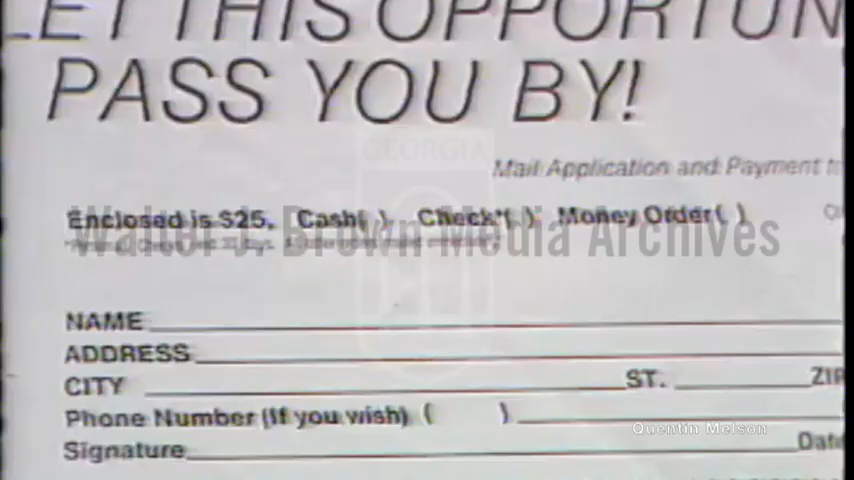 LET THIS OPPORTUN
PASS YOU BY!
GEORGIA
Mail Application and Payment to
Enclosed is $25. Cash( ) Check*( ) Money Order( )
Walter J. Brown Media Archives
NAME
ADDRESS
CITY ST. ZIP
Phone Number (If you wish) ( )
Quentin Melson
Signature Date